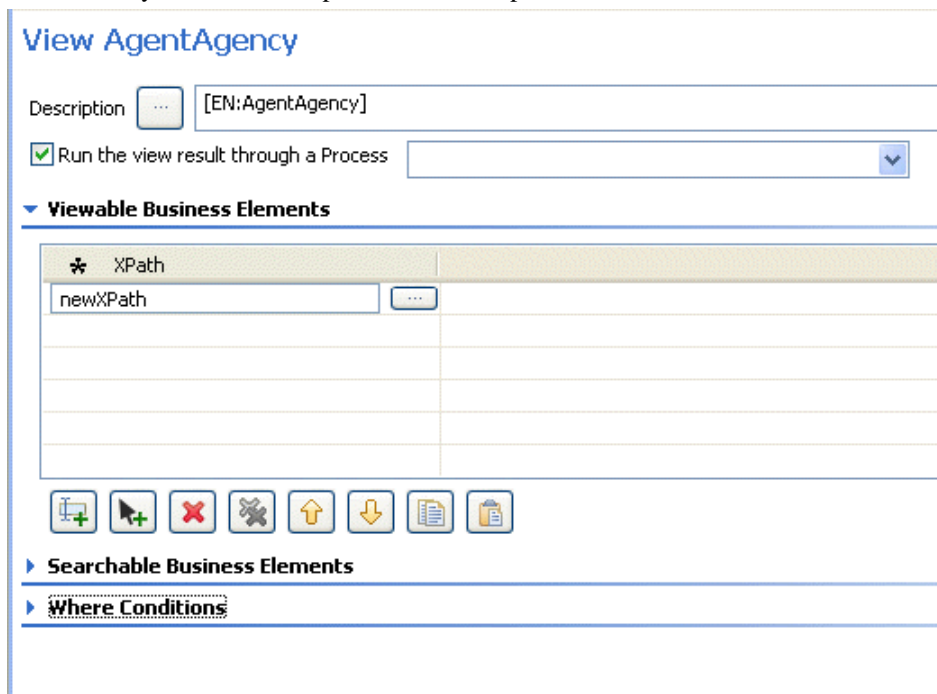 View AgentAgency
Description ... [EN:AgentAgency]
Run the view result through a Process
Viewable Business Elements
* XPath
newXPath ...
Searchable Business Elements
Where Conditions